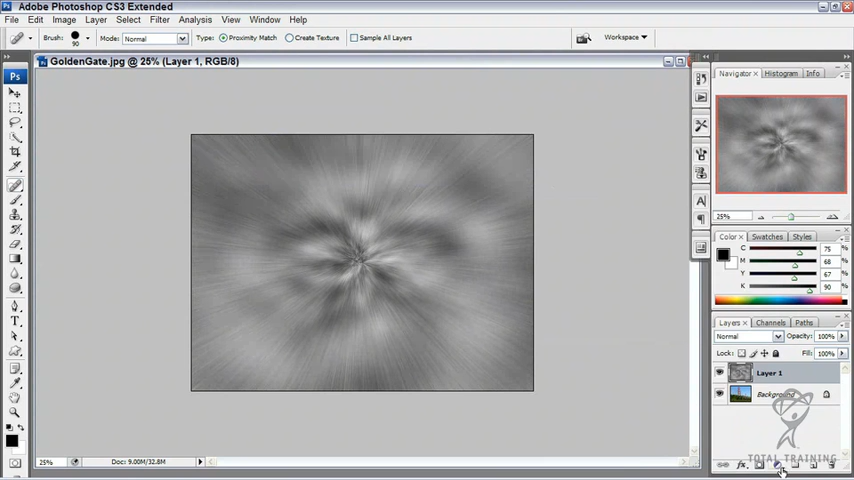 Adobe Photoshop CS3 Extended
File Edit Image Layer Select Filter Analysis View Window Help
Brush: 90 Mode: Normal Type: Proximity Match Create Texture Sample All Layers Workspace
GoldenGate.jpg @ 25% (Layer 1, RGB/8)
Ps
Navigator x Histogram Info
25%
Color x Swatches Styles
C 75 %
M 68 %
Y 67 %
K 90 %
Layers x Channels Paths
Normal Opacity: 100%
Lock: Fill: 100%
Layer 1
Background
TOTAL TRAINING
25% Doc: 9.00M/32.8M